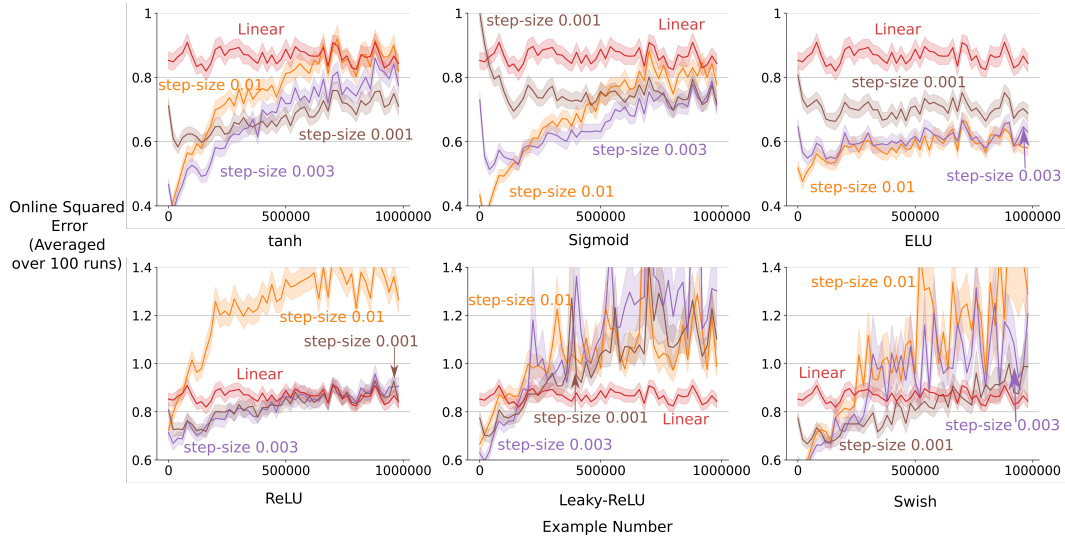 1
0.8
0.6
0.4
Linear
step-size 0.01
step-size 0.001
step-size 0.003
0
500000
1000000
tanh
1
0.8
0.6
0.4
step-size 0.001
Linear
step-size 0.003
step-size 0.01
0
500000
1000000
Sigmoid
1
0.8
0.6
0.4
Linear
step-size 0.001
step-size 0.003
step-size 0.01
0
500000
1000000
ELU
Online Squared
Error
(Averaged
over 100 runs)
1.4
1.2
1.0
0.8
0.6
step-size 0.01
step-size 0.001
Linear
step-size 0.003
0
500000
1000000
ReLU
1.4
1.2
1.0
0.8
0.6
step-size 0.01
step-size 0.001
Linear
step-size 0.003
0
500000
1000000
Leaky-ReLU
1.4
1.2
1.0
0.8
0.6
step-size 0.01
Linear
step-size 0.003
step-size 0.001
0
500000
1000000
Swish
Example Number